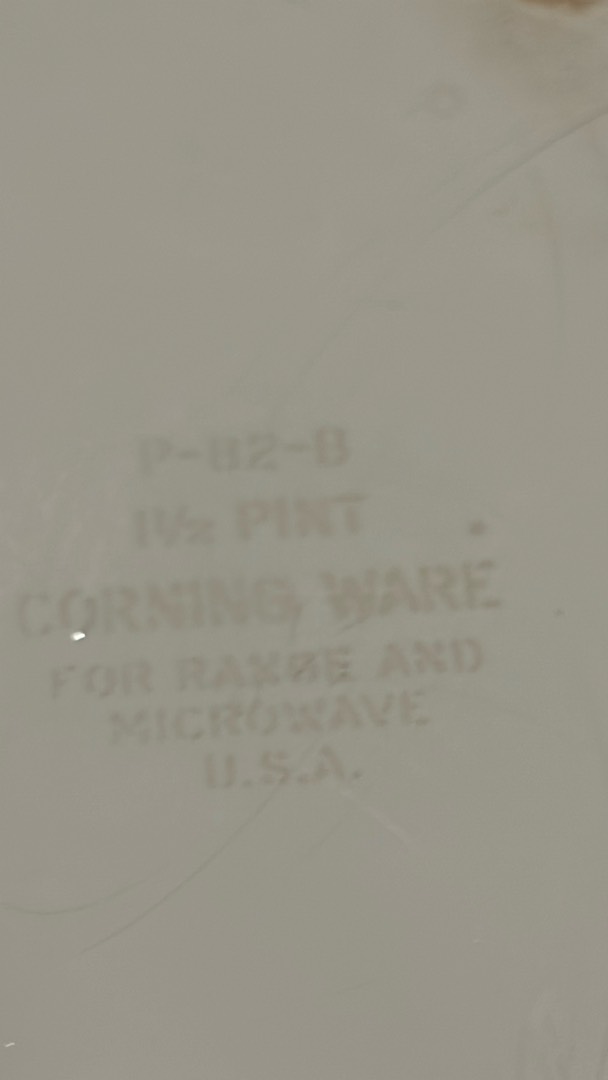 P-82-B
1½ PINT
CORNING WARE
FOR RANGE AND
MICROWAVE
U.S.A.